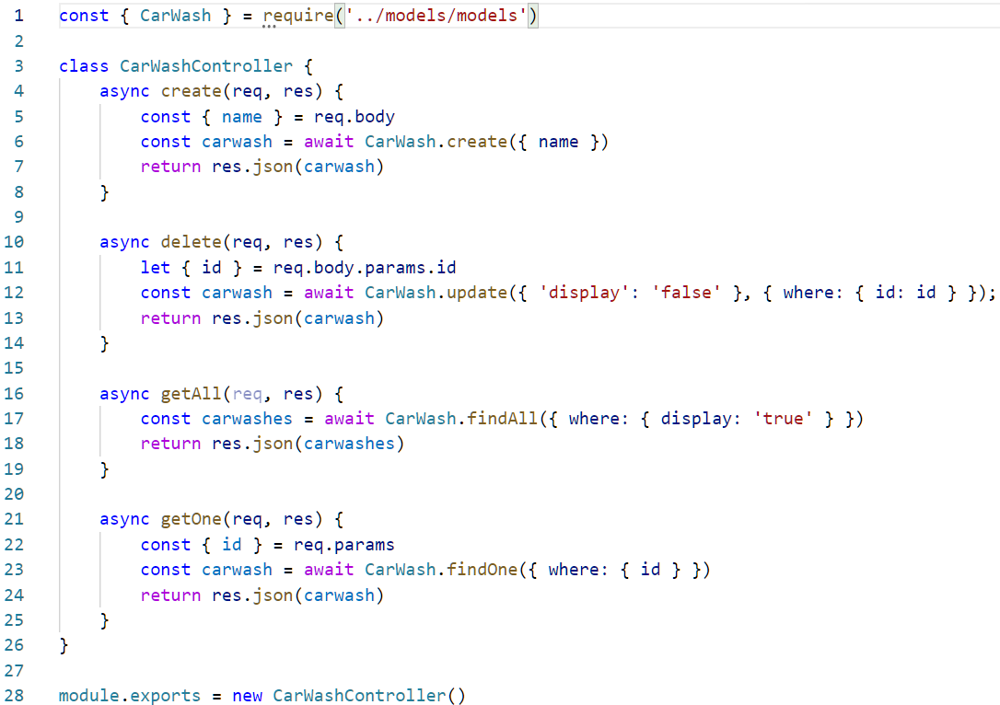 1 const { CarWash } = require('../models/models')
2
3 class CarWashController {
4     async create(req, res) {
5         const { name } = req.body
6         const carwash = await CarWash.create({ name })
7         return res.json(carwash)
8     }
9
10     async delete(req, res) {
11         let { id } = req.body.params.id
12         const carwash = await CarWash.update({ 'display': 'false' }, { where: { id: id } });
13         return res.json(carwash)
14     }
15
16     async getAll(req, res) {
17         const carwashes = await CarWash.findAll({ where: { display: 'true' } })
18         return res.json(carwashes)
19     }
20
21     async getOne(req, res) {
22         const { id } = req.params
23         const carwash = await CarWash.findOne({ where: { id } })
24         return res.json(carwash)
25     }
26 }
27
28 module.exports = new CarWashController()